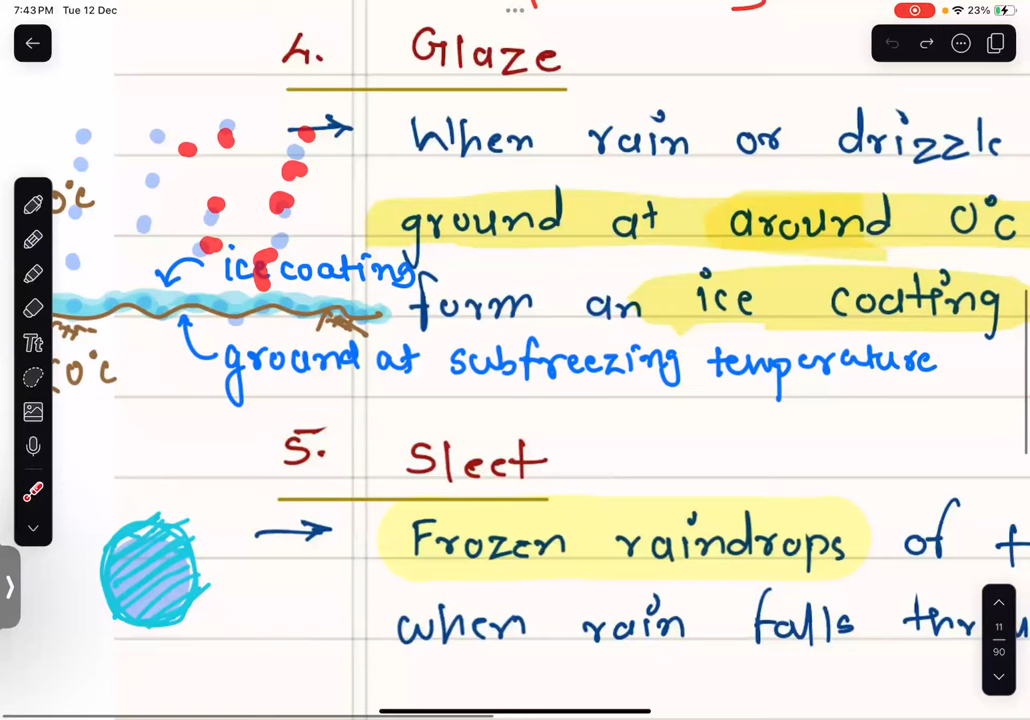 7:43 PM Tue 12 Dec
23%
4. Glaze
→ When rain or drizzle
ground at around 0°C
0°C
ice coating
form an ice coating
ground at subfreezing temperature
0°C
5. Sleet
→ Frozen raindrops of
when rain falls
Tt
11
90